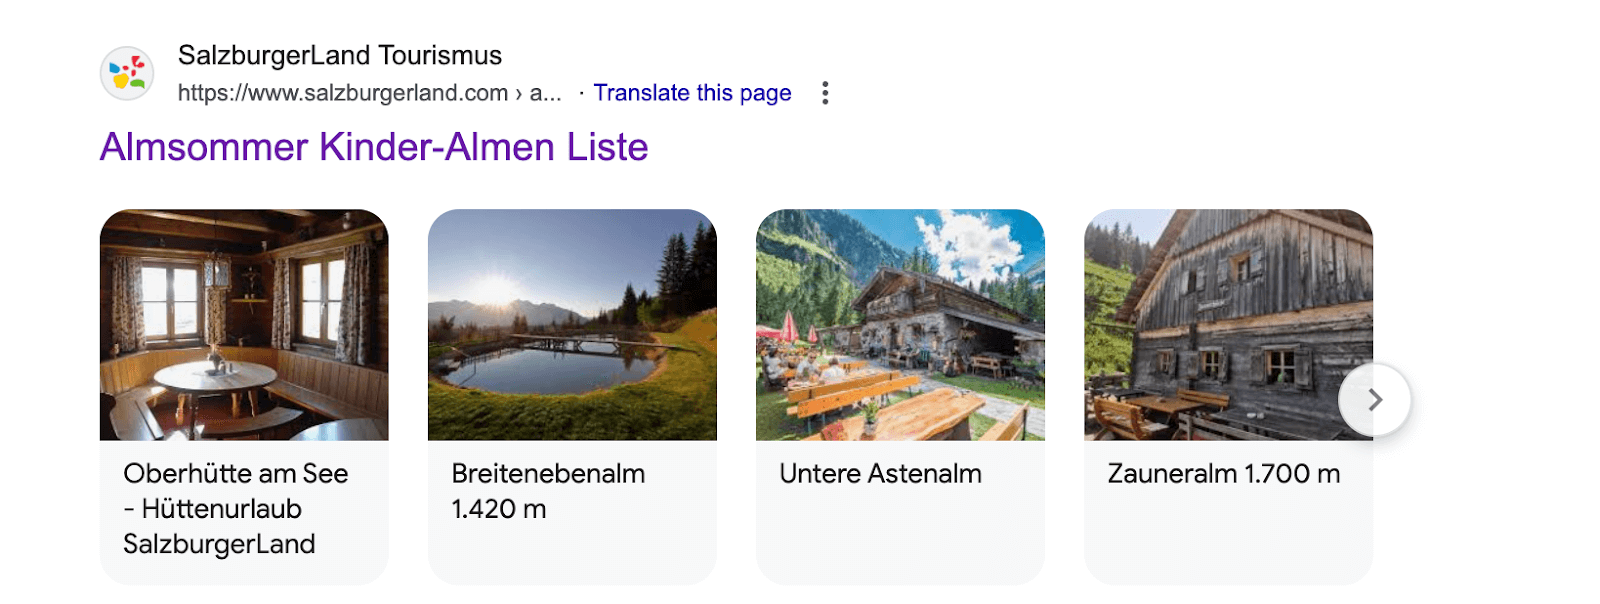 SalzburgerLand Tourismus
https://www.salzburgerland.com › a... · Translate this page
Almsommer Kinder-Almen Liste
Oberhütte am See
- Hüttenurlaub
SalzburgerLand
Breitenebenalm
1.420 m
Untere Astenalm
Zauneralm 1.700 m